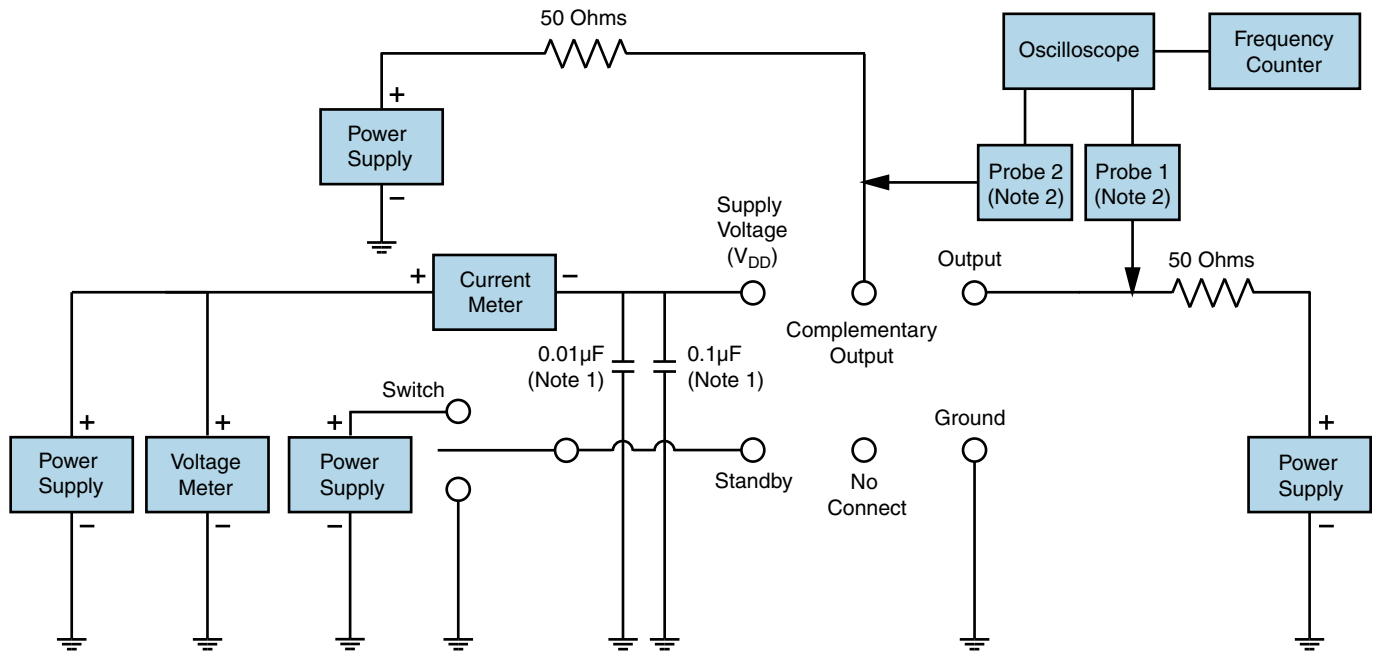 50 Ohms
Oscilloscope
Frequency
Counter
+
Power
Supply
−
Probe 2
(Note 2)
Probe 1
(Note 2)
Supply
Voltage
(VDD)
Output
50 Ohms
+
Current
Meter
−
Complementary
Output
0.01µF
(Note 1)
0.1µF
(Note 1)
Switch
Ground
+
Power
Supply
−
+
Voltage
Meter
−
+
Power
Supply
−
Standby
No
Connect
+
Power
Supply
−